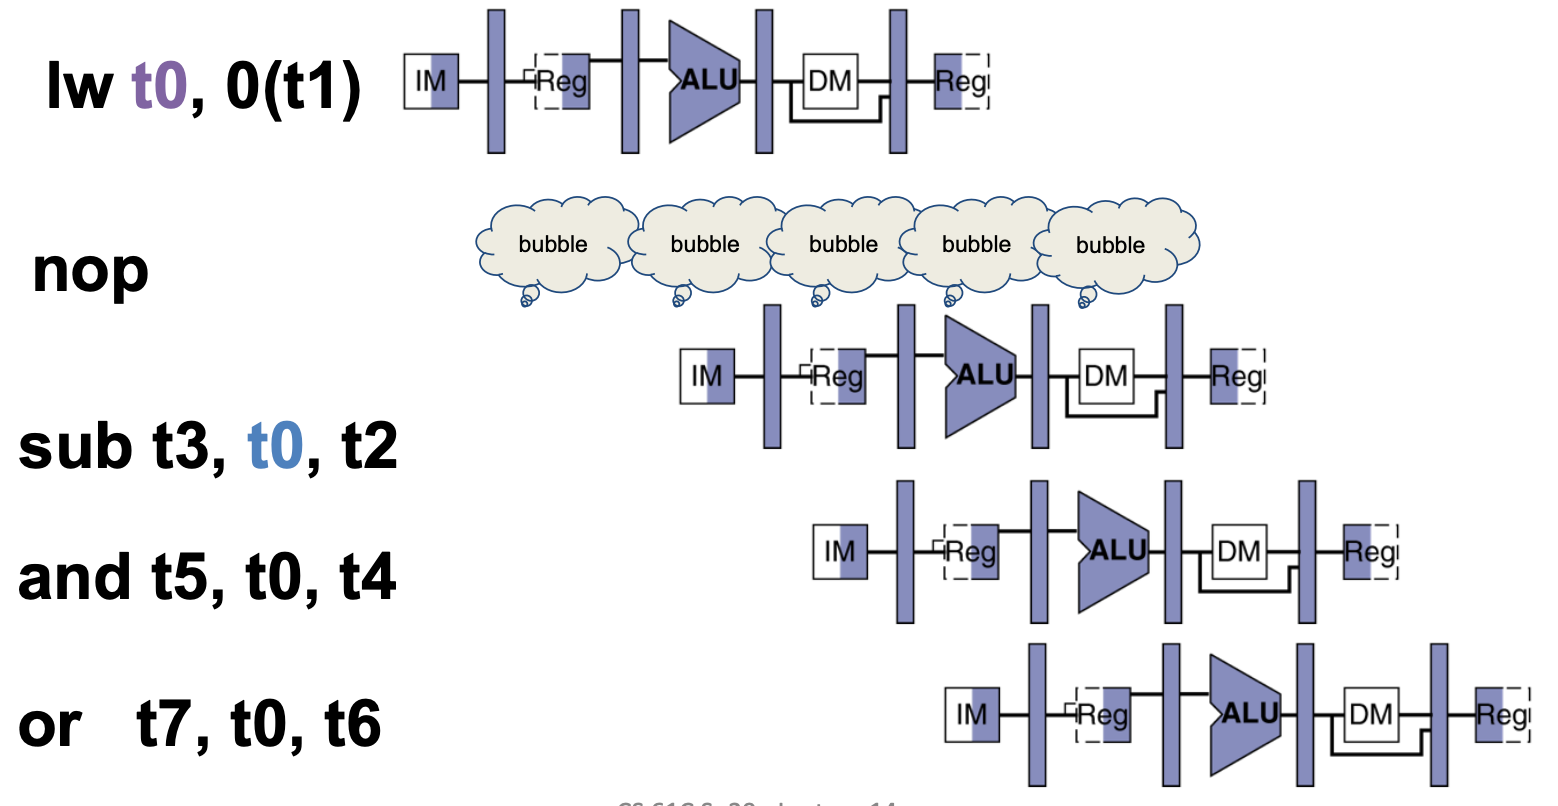 lw t0, 0(t1)
IM Reg ALU DM Reg
nop
bubble bubble bubble bubble bubble
IM Reg ALU DM Reg
sub t3, t0, t2
IM Reg ALU DM Reg
and t5, t0, t4
IM Reg ALU DM Reg
or t7, t0, t6